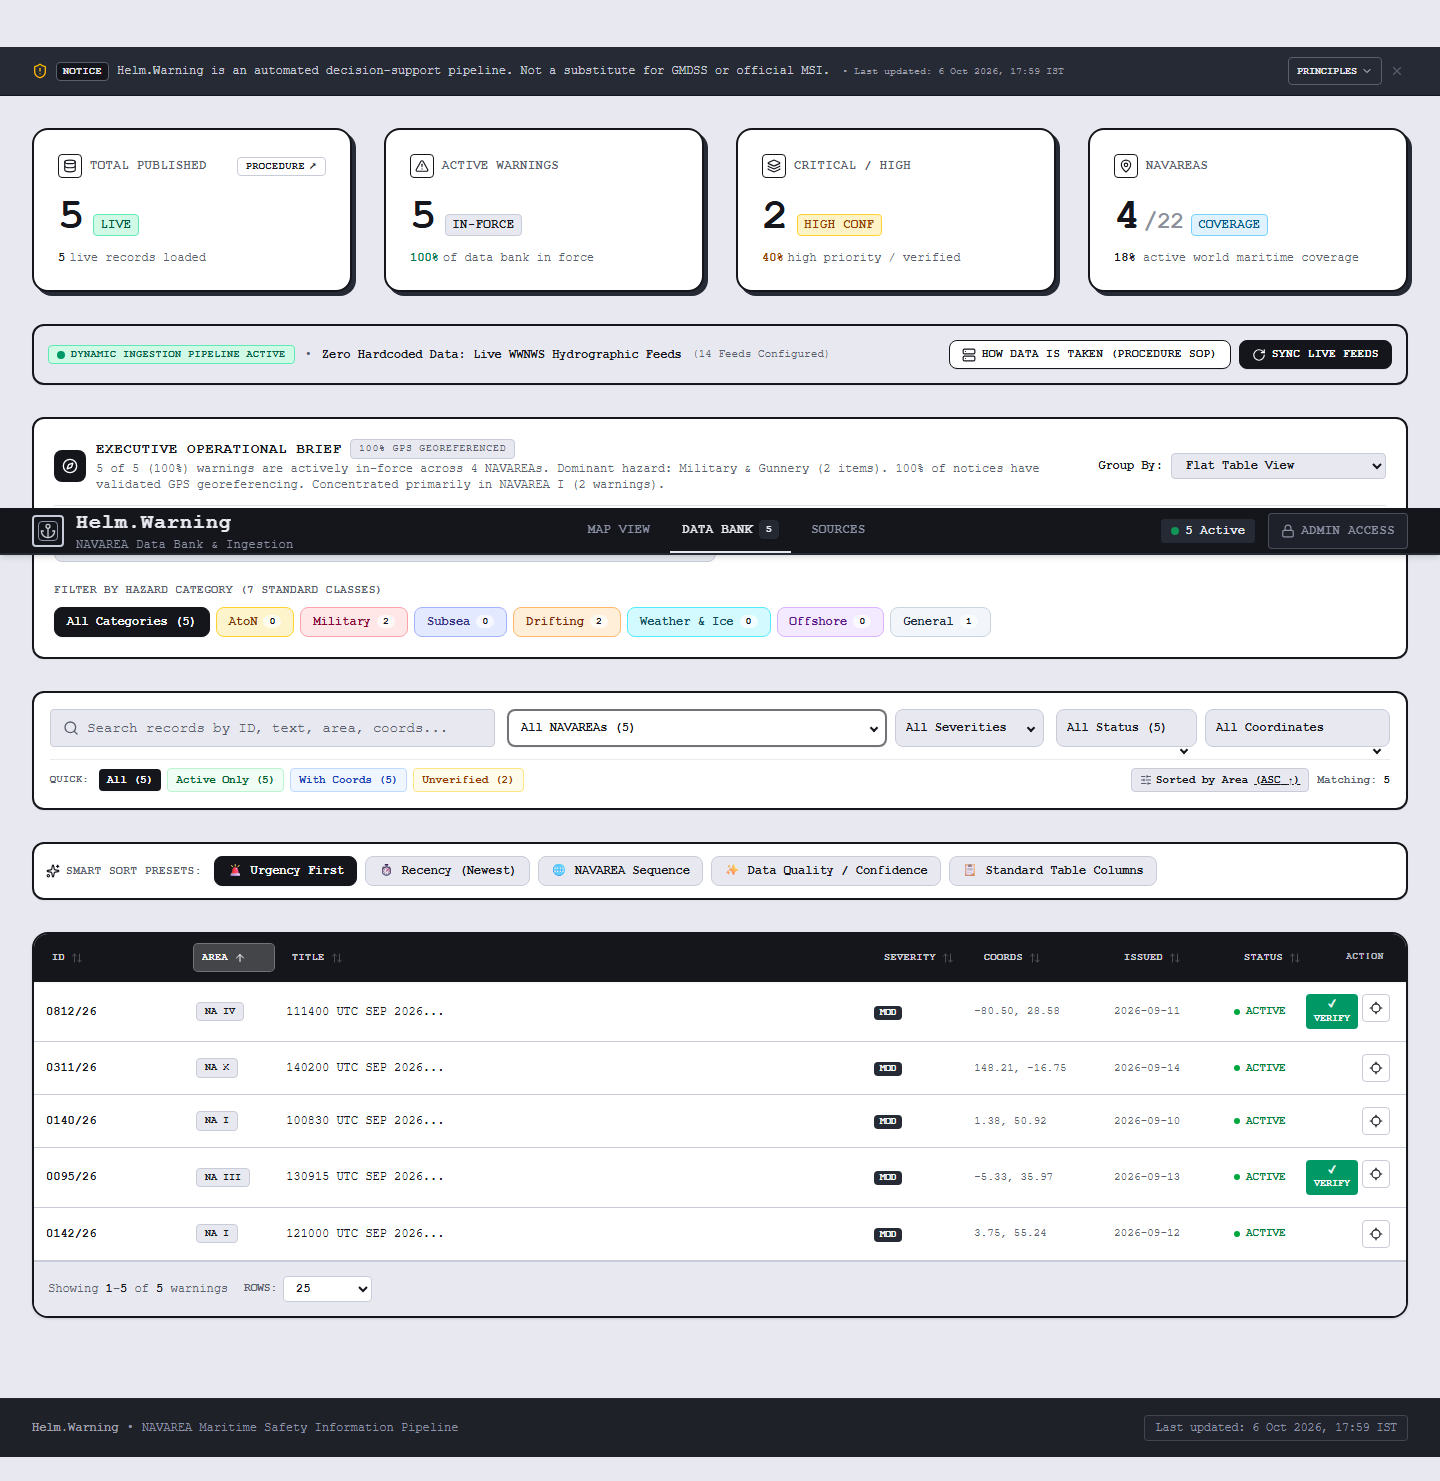 NOTICE Helm.Warning is an automated decision-support pipeline. Not a substitute for GMDSS or official MSI. • Last updated: 6 Oct 2026, 17:59 IST PRINCIPLES
TOTAL PUBLISHED PROCEDURE ↗
5 LIVE
5 live records loaded
ACTIVE WARNINGS
5 IN-FORCE
100% of data bank in force
CRITICAL / HIGH
2 HIGH CONF
40% high priority / verified
NAVAREAS
4 /22 COVERAGE
18% active world maritime coverage
DYNAMIC INGESTION PIPELINE ACTIVE • Zero Hardcoded Data: Live WWNWS Hydrographic Feeds (14 Feeds Configured) HOW DATA IS TAKEN (PROCEDURE SOP) SYNC LIVE FEEDS
EXECUTIVE OPERATIONAL BRIEF 100% GPS GEOREFERENCED
5 of 5 (100%) warnings are actively in-force across 4 NAVAREAs. Dominant hazard: Military & Gunnery (2 items). 100% of notices have
validated GPS georeferencing. Concentrated primarily in NAVAREA I (2 warnings).
Group By: Flat Table View
Helm.Warning
NAVAREA Data Bank & Ingestion
MAP VIEW DATA BANK 5 SOURCES
5 Active ADMIN ACCESS
FILTER BY HAZARD CATEGORY (7 STANDARD CLASSES)
All Categories (5) AtoN 0 Military 2 Subsea 0 Drifting 2 Weather & Ice 0 Offshore 0 General 1
Search records by ID, text, area, coords... All NAVAREAs (5) All Severities All Status (5) All Coordinates
QUICK: All (5) Active Only (5) With Coords (5) Unverified (2) Sorted by Area (ASC ↑) Matching: 5
SMART SORT PRESETS: Urgency First Recency (Newest) NAVAREA Sequence Data Quality / Confidence Standard Table Columns
ID AREA TITLE SEVERITY COORDS ISSUED STATUS ACTION
0812/26 NA IV 111400 UTC SEP 2026... MOD -80.50, 28.58 2026-09-11 ACTIVE ✓ VERIFY
0311/26 NA X 140200 UTC SEP 2026... MOD 148.21, -16.75 2026-09-14 ACTIVE
0140/26 NA I 100830 UTC SEP 2026... MOD 1.38, 50.92 2026-09-10 ACTIVE
0095/26 NA III 130915 UTC SEP 2026... MOD -5.33, 35.97 2026-09-13 ACTIVE ✓ VERIFY
0142/26 NA I 121000 UTC SEP 2026... MOD 3.75, 55.24 2026-09-12 ACTIVE
Showing 1-5 of 5 warnings ROWS: 25
Helm.Warning • NAVAREA Maritime Safety Information Pipeline Last updated: 6 Oct 2026, 17:59 IST